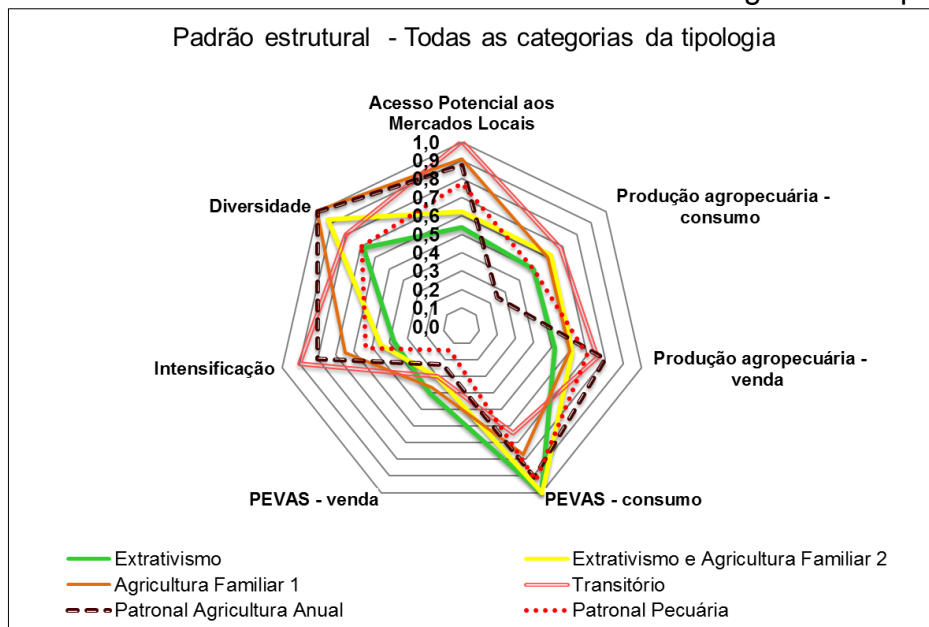 Padrão estrutural - Todas as categorias da tipologia
Acesso Potencial aos
Mercados Locais
1,0
0,9
0,8
0,7
0,6
0,5
0,4
0,3
0,2
0,1
0,0
Produção agropecuária -
consumo
Produção agropecuária -
venda
PEVAS - consumo
PEVAS - venda
Intensificação
Diversidade
Extrativismo
Extrativismo e Agricultura Familiar 2
Agricultura Familiar 1
Transitório
Patronal Agricultura Anual
Patronal Pecuária